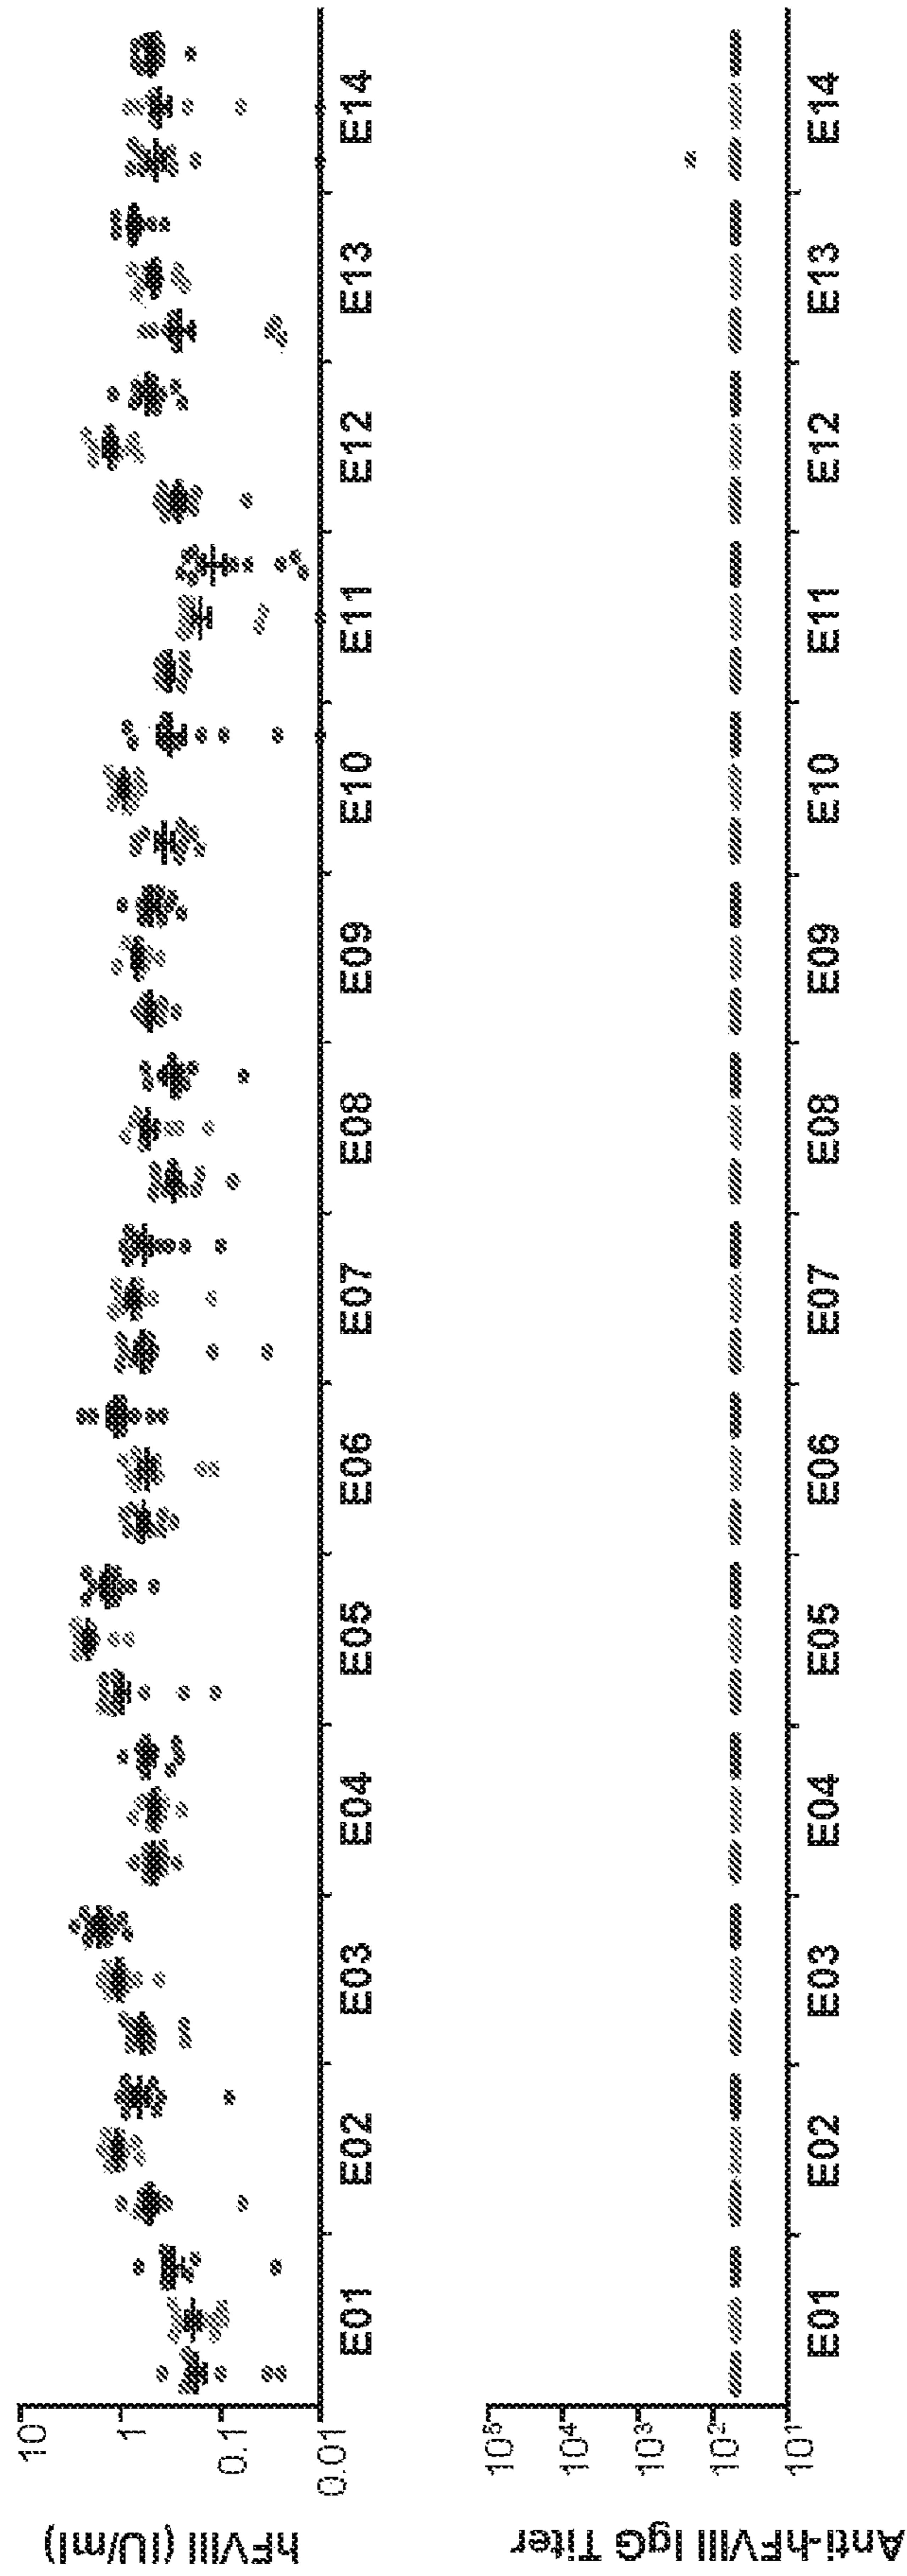 hFVIII (IU/ml)
10
1
0.1
0.01
E01 E02 E03 E04 E05 E06 E07 E08 E09 E10 E11 E12 E13 E14
Anti-hFVIII IgG Titer
10⁵
10⁴
10³
10²
10¹
E01 E02 E03 E04 E05 E06 E07 E08 E09 E10 E11 E12 E13 E14